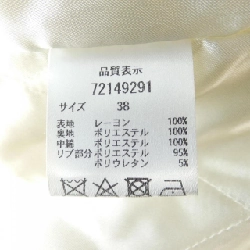 品質表示
72149291
サイズ 38
表地 レーヨン 100%
裏地 ポリエステル 100%
中綿 ポリエステル 100%
リブ部分 ポリエステル 95%
ポリウレタン 5%